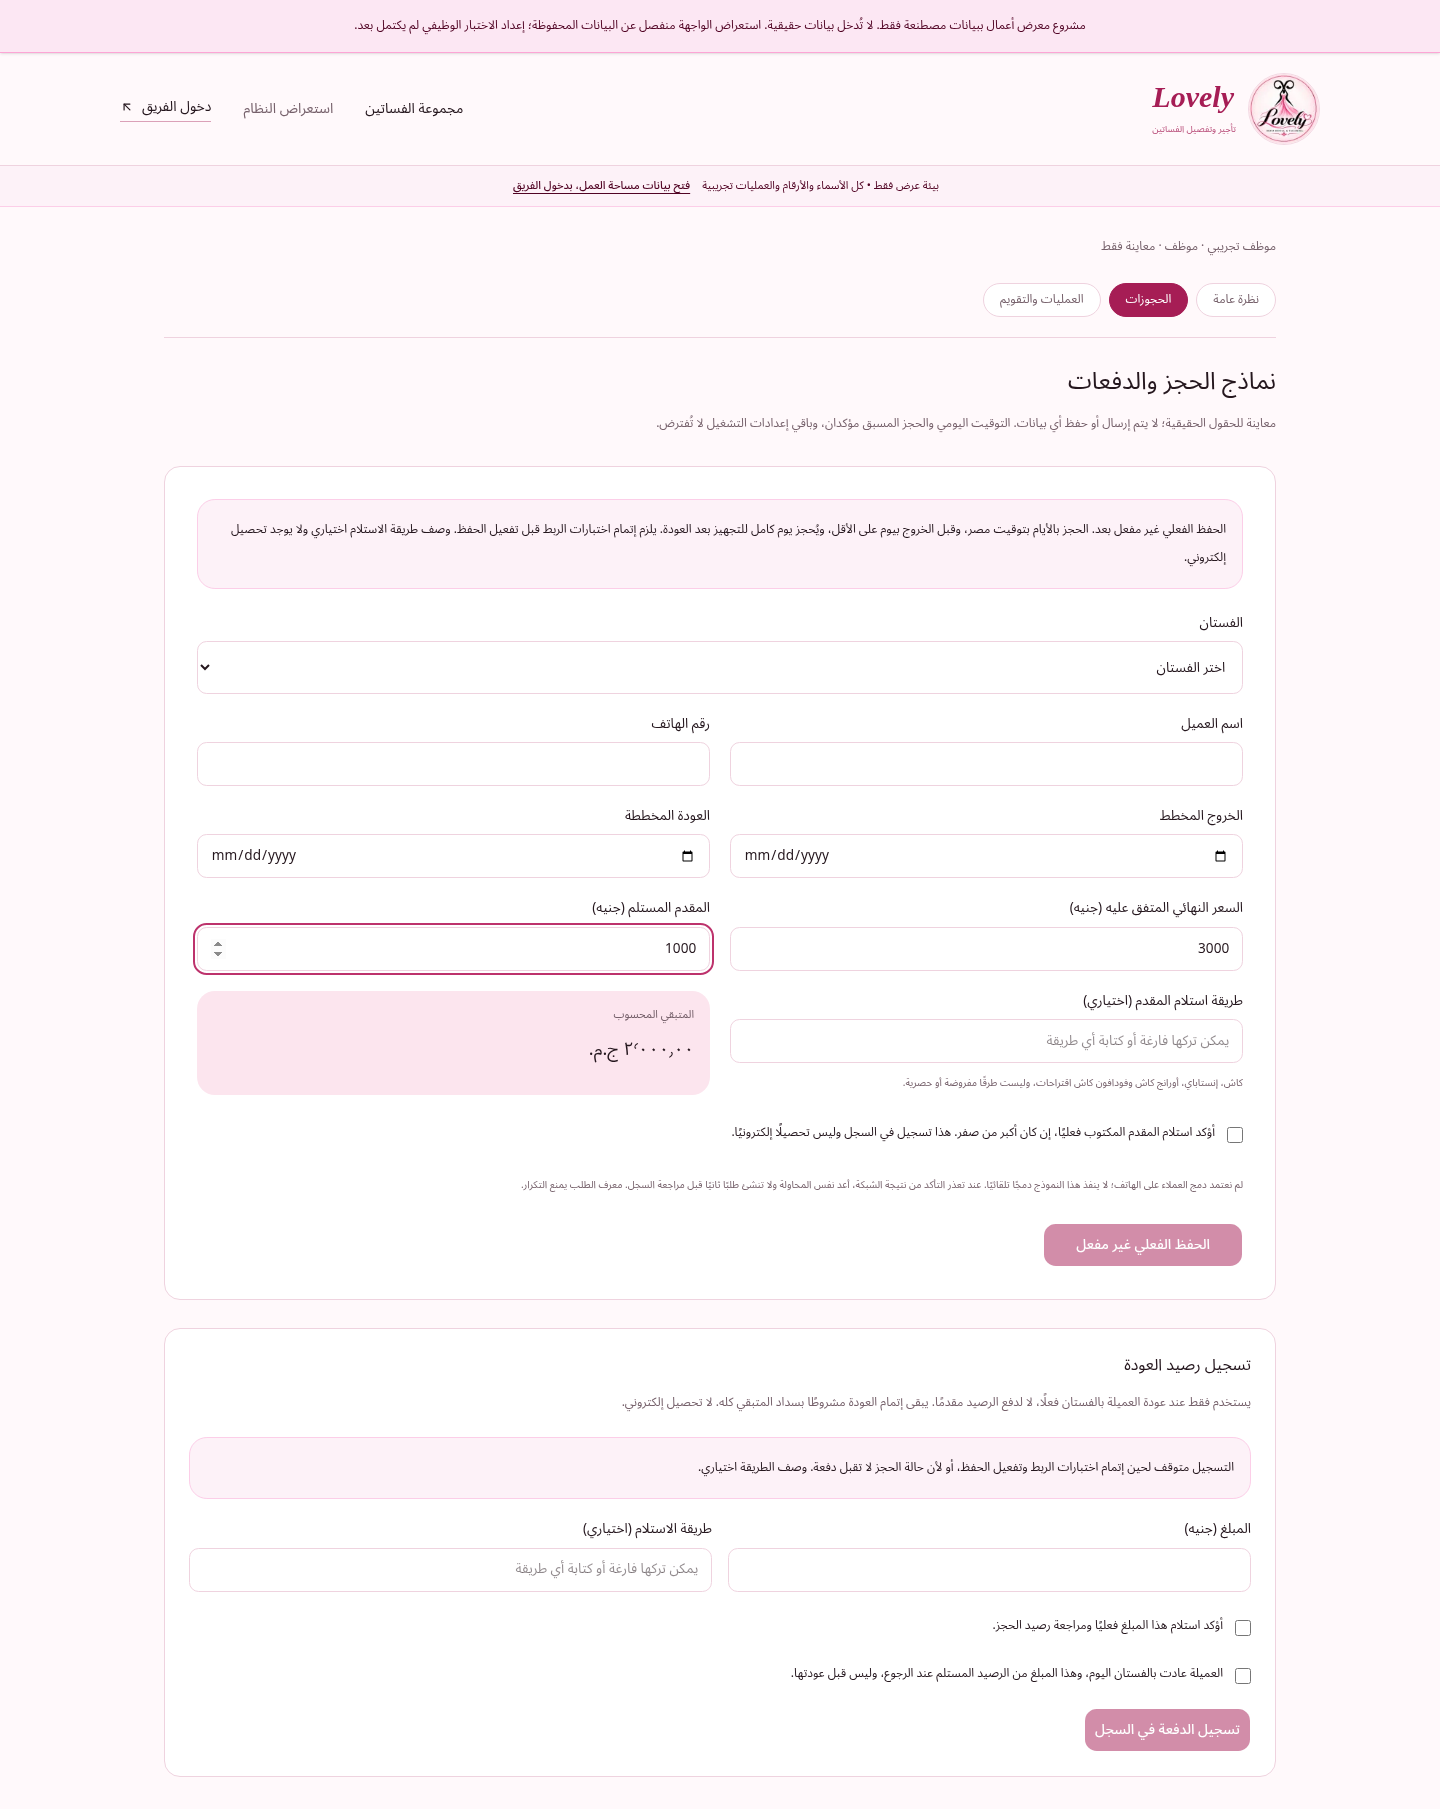 مشروع معرض أعمال ببيانات مصطنعة فقط. لا تُدخل بيانات حقيقية. استعراض الواجهة منفصل عن البيانات المحفوظة؛ إعداد الاختبار الوظيفي لم يكتمل بعد.
Lovely
Lovely
تأجير وتفصيل الفساتين
مجموعة الفساتين
استعراض النظام
دخول الفريق
بيئة عرض فقط • كل الأسماء والأرقام والعمليات تجريبية فتح بيانات مساحة العمل، بدخول الفريق
موظف تجريبي · موظف · معاينة فقط
نظرة عامة
الحجوزات
العمليات والتقويم
نماذج الحجز والدفعات
معاينة للحقول الحقيقية؛ لا يتم إرسال أو حفظ أي بيانات. التوقيت اليومي والحجز المسبق مؤكدان، وباقي إعدادات التشغيل لا تُفترض.
الحفظ الفعلي غير مفعل بعد. الحجز بالأيام بتوقيت مصر، وقبل الخروج بيوم على الأقل، ويُحجز يوم كامل للتجهيز بعد العودة. يلزم إتمام اختبارات الربط قبل تفعيل الحفظ. وصف طريقة الاستلام اختياري ولا يوجد تحصيل
إلكتروني.
الفستان
اختر الفستان
اسم العميل
رقم الهاتف
الخروج المخطط
العودة المخططة
mm/dd/yyyy
mm/dd/yyyy
السعر النهائي المتفق عليه (جنيه)
المقدم المستلم (جنيه)
3000
1000
طريقة استلام المقدم (اختياري)
يمكن تركها فارغة أو كتابة أي طريقة
كاش، إنستاباي، أورانج كاش وفودافون كاش اقتراحات، وليست طرقًا مفروضة أو حصرية.
المتبقي المحسوب
٢٬٠٠٠٫٠٠ ج.م.
أؤكد استلام المقدم المكتوب فعليًا، إن كان أكبر من صفر. هذا تسجيل في السجل وليس تحصيلًا إلكترونيًا.
لم نعتمد دمج العملاء على الهاتف؛ لا ينفذ هذا النموذج دمجًا تلقائيًا. عند تعذر التأكد من نتيجة الشبكة، أعد نفس المحاولة ولا تنشئ طلبًا ثانيًا قبل مراجعة السجل. معرف الطلب يمنع التكرار.
الحفظ الفعلي غير مفعل
تسجيل رصيد العودة
يستخدم فقط عند عودة العميلة بالفستان فعلًا، لا لدفع الرصيد مقدمًا. يبقى إتمام العودة مشروطًا بسداد المتبقي كله. لا تحصيل إلكتروني.
التسجيل متوقف لحين إتمام اختبارات الربط وتفعيل الحفظ، أو لأن حالة الحجز لا تقبل دفعة. وصف الطريقة اختياري.
المبلغ (جنيه)
طريقة الاستلام (اختياري)
يمكن تركها فارغة أو كتابة أي طريقة
أؤكد استلام هذا المبلغ فعليًا ومراجعة رصيد الحجز.
العميلة عادت بالفستان اليوم، وهذا المبلغ من الرصيد المستلم عند الرجوع، وليس قبل عودتها.
تسجيل الدفعة في السجل